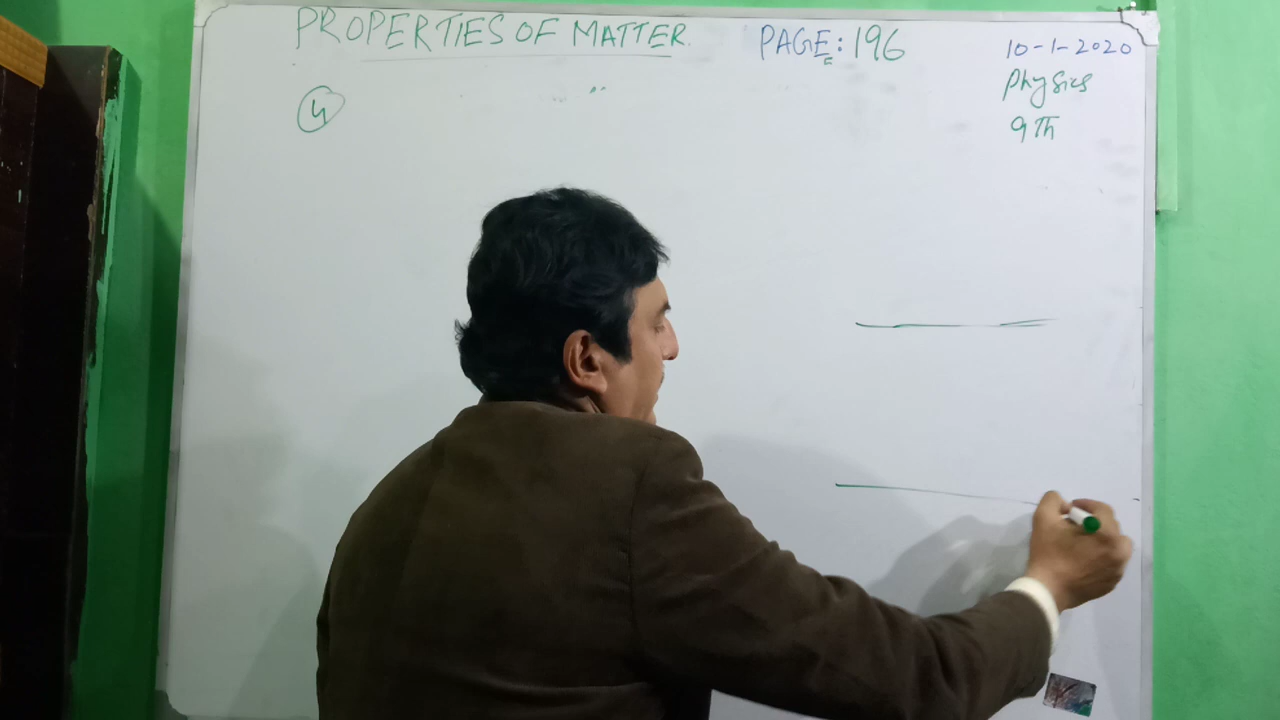 PROPERTIES OF MATTER. PAGE: 196
10-1-2020
Physics
9Th
4